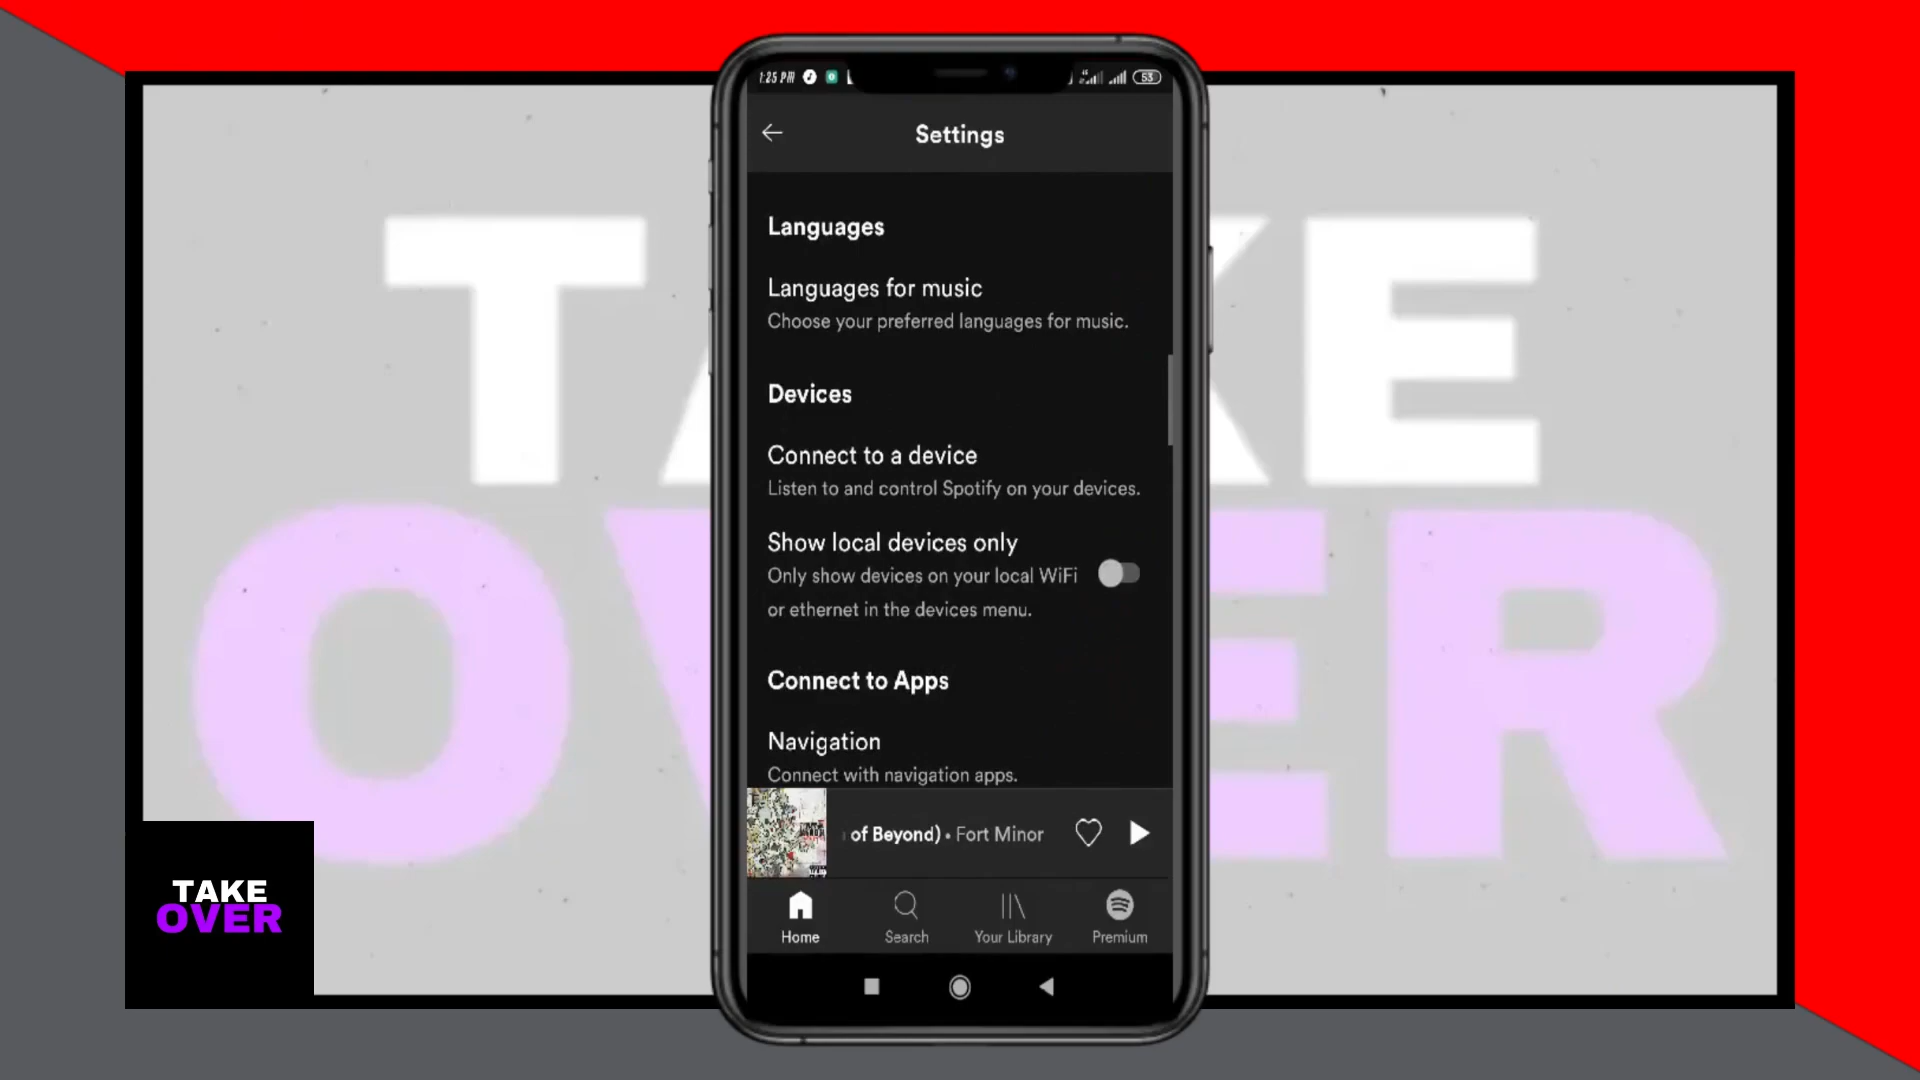 1:25 PM
53
Settings
Languages
Languages for music
Choose your preferred languages for music.
Devices
Connect to a device
Listen to and control Spotify on your devices.
Show local devices only
Only show devices on your local WiFi
or ethernet in the devices menu.
Connect to Apps
Navigation
Connect with navigation apps.
of Beyond) • Fort Minor
Home
Search
Your Library
Premium
TAKE
OVER
TAKE
OVER